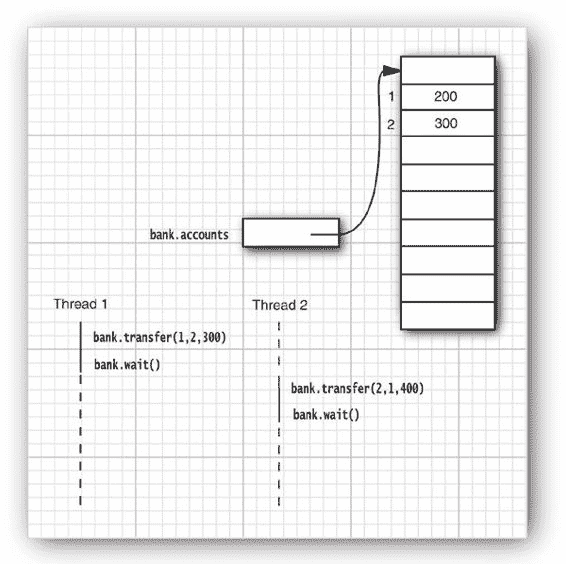 1 200
2 300
bank.accounts
Thread 1
Thread 2
bank.transfer(1,2,300)
bank.wait()
bank.transfer(2,1,400)
bank.wait()